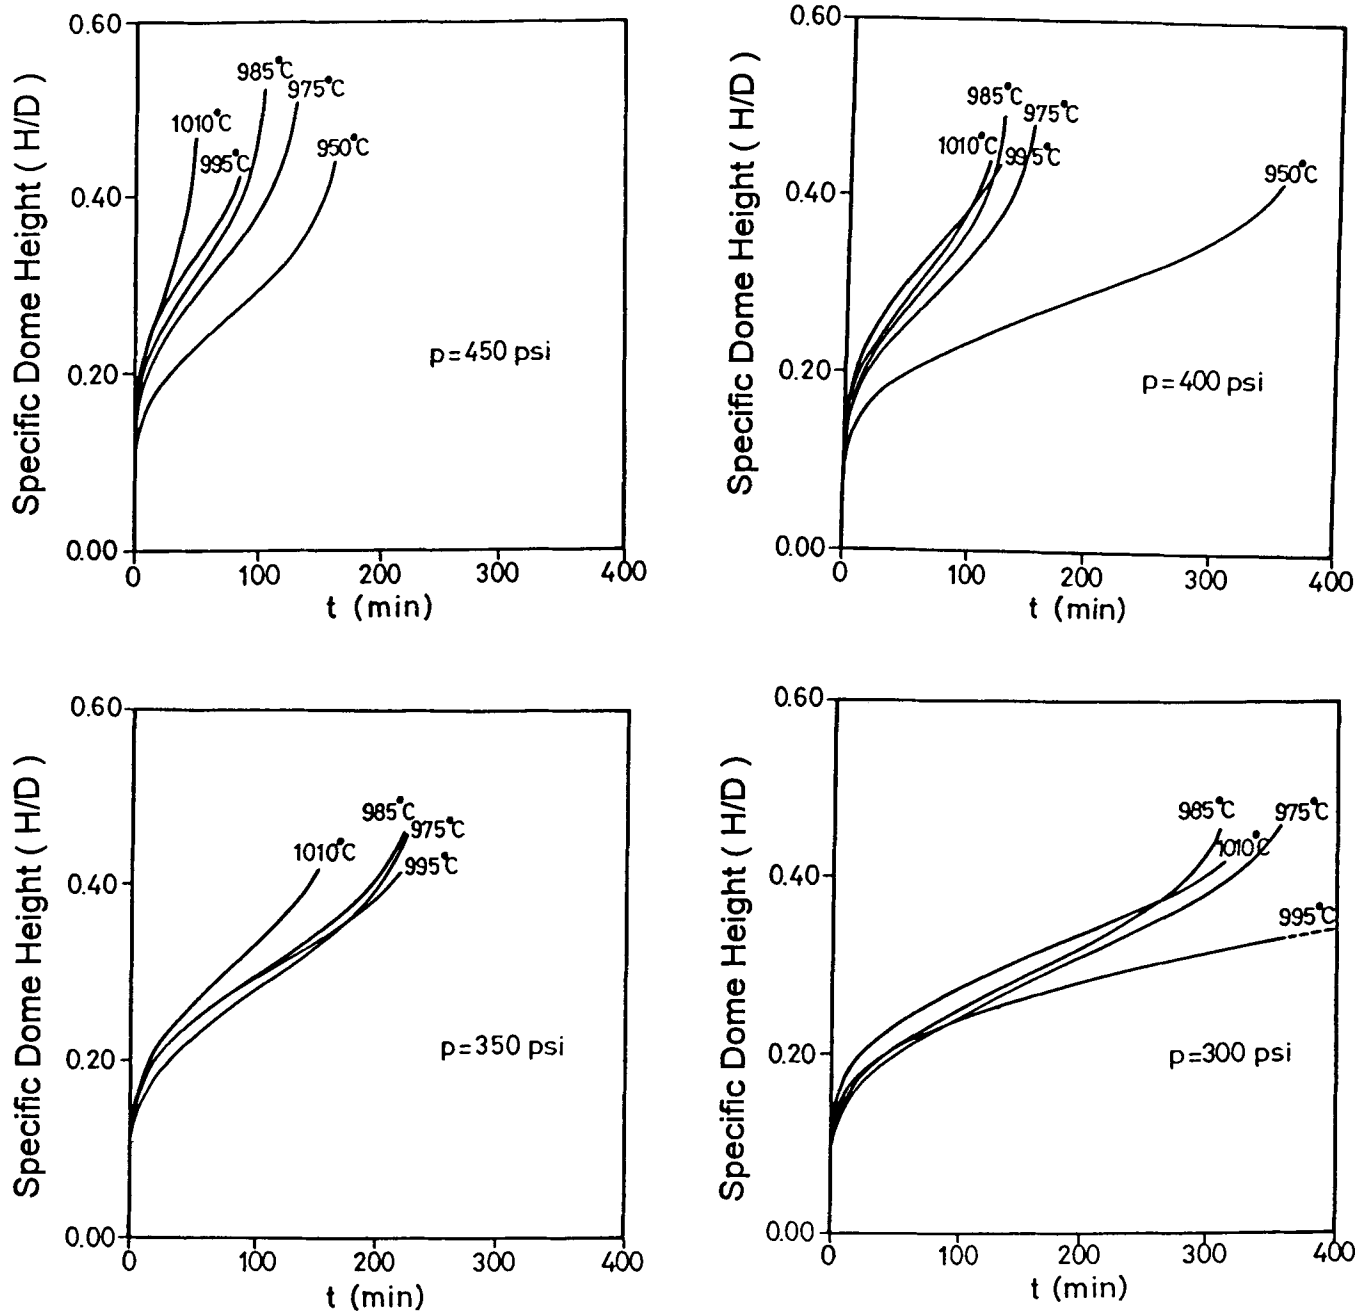 0.60
0.40
0.20
0.00
Specific Dome Height ( H/D )
1010°C
995°C
985°C
975°C
950°C
p=450 psi
0 100 200 300 400
t (min)
0.60
0.40
0.20
0.00
Specific Dome Height ( H/D )
985°C
975°C
1010°C
995°C
950°C
p=400 psi
0 100 200 300 400
t (min)
0.60
0.40
0.20
0.00
Specific Dome Height ( H/D )
985°C
975°C
1010°C
995°C
p=350 psi
0 100 200 300 400
t (min)
0.60
0.40
0.20
0.00
Specific Dome Height ( H/D )
985°C
975°C
1010°C
995°C
p=300 psi
0 100 200 300 400
t (min)